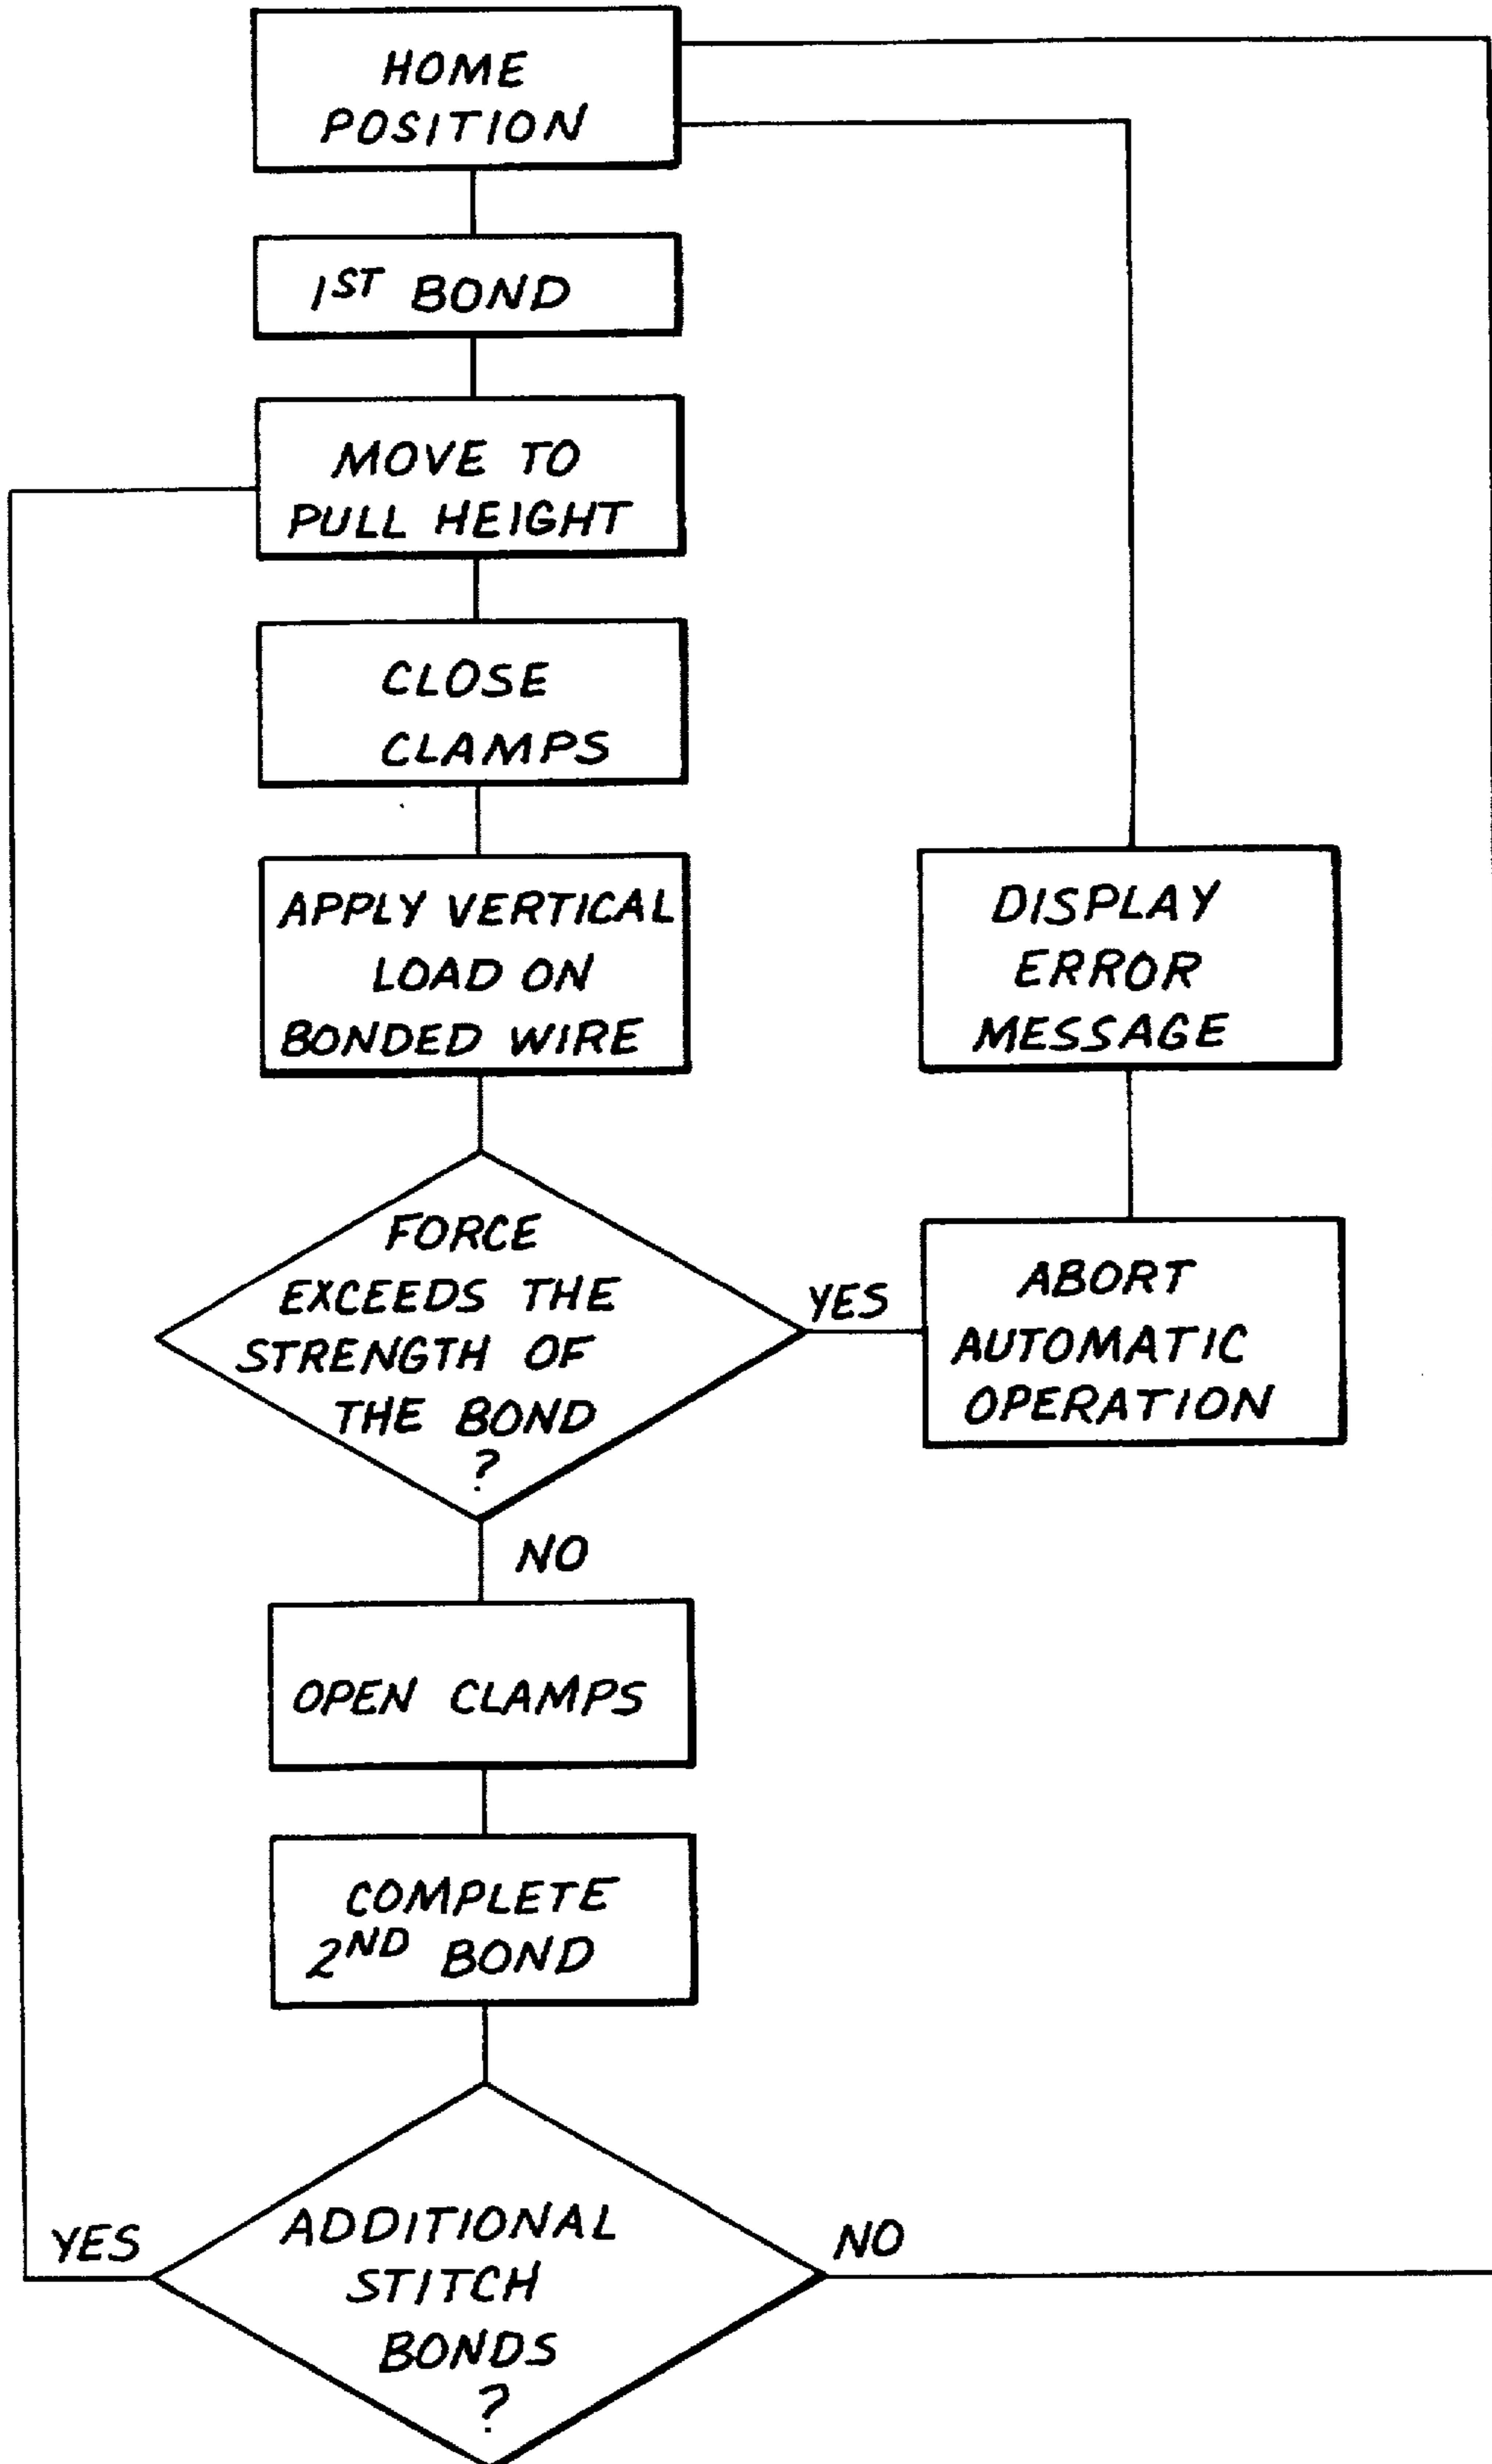 HOME
POSITION
1ST BOND
MOVE TO
PULL HEIGHT
CLOSE
CLAMPS
APPLY VERTICAL
LOAD ON
BONDED WIRE
DISPLAY
ERROR
MESSAGE
FORCE
EXCEEDS THE
STRENGTH OF
THE BOND
?
YES
ABORT
AUTOMATIC
OPERATION
NO
OPEN CLAMPS
COMPLETE
2ND BOND
YES
ADDITIONAL
STITCH
BONDS
?
NO